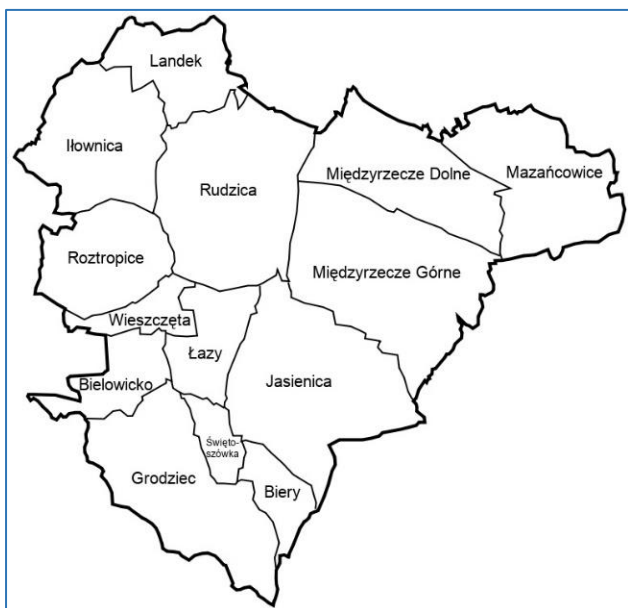 Landek
Iłownica
Rudzica
Międzyrzecze Dolne
Mazańcowice
Roztropice
Międzyrzecze Górne
Wieszczęta
Łazy
Bielowicko
Jasienica
Święto-
szówka
Grodziec
Biery